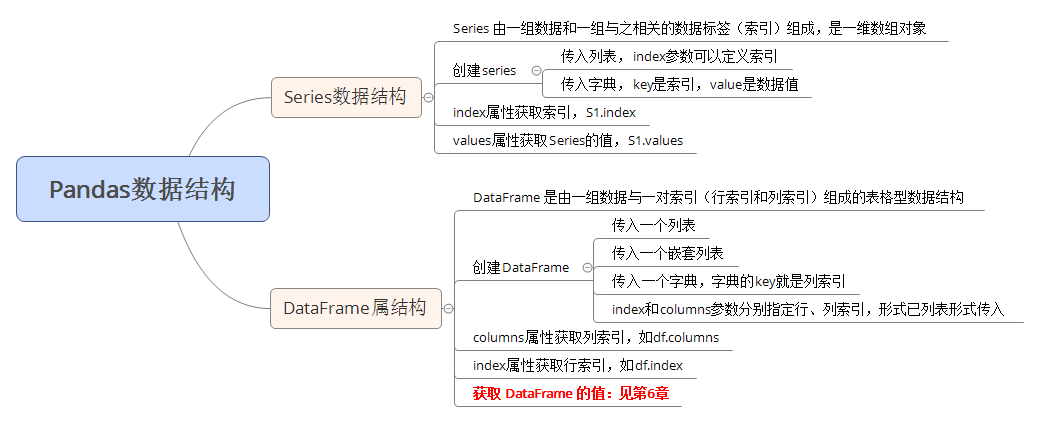 Pandas数据结构
Series数据结构
Series 由一组数据和一组与之相关的数据标签（索引）组成，是一维数组对象
创建series
传入列表，index参数可以定义索引
传入字典，key是索引，value是数据值
index属性获取索引，S1.index
values属性获取Series的值，S1.values
DataFrame属结构
DataFrame 是由一组数据与一对索引（行索引和列索引）组成的表格型数据结构
创建DataFrame
传入一个列表
传入一个嵌套列表
传入一个字典，字典的key就是列索引
index和columns参数分别指定行、列索引，形式已列表形式传入
columns属性获取列索引，如df.columns
index属性获取行索引，如df.index
获取 DataFrame 的值：见第6章